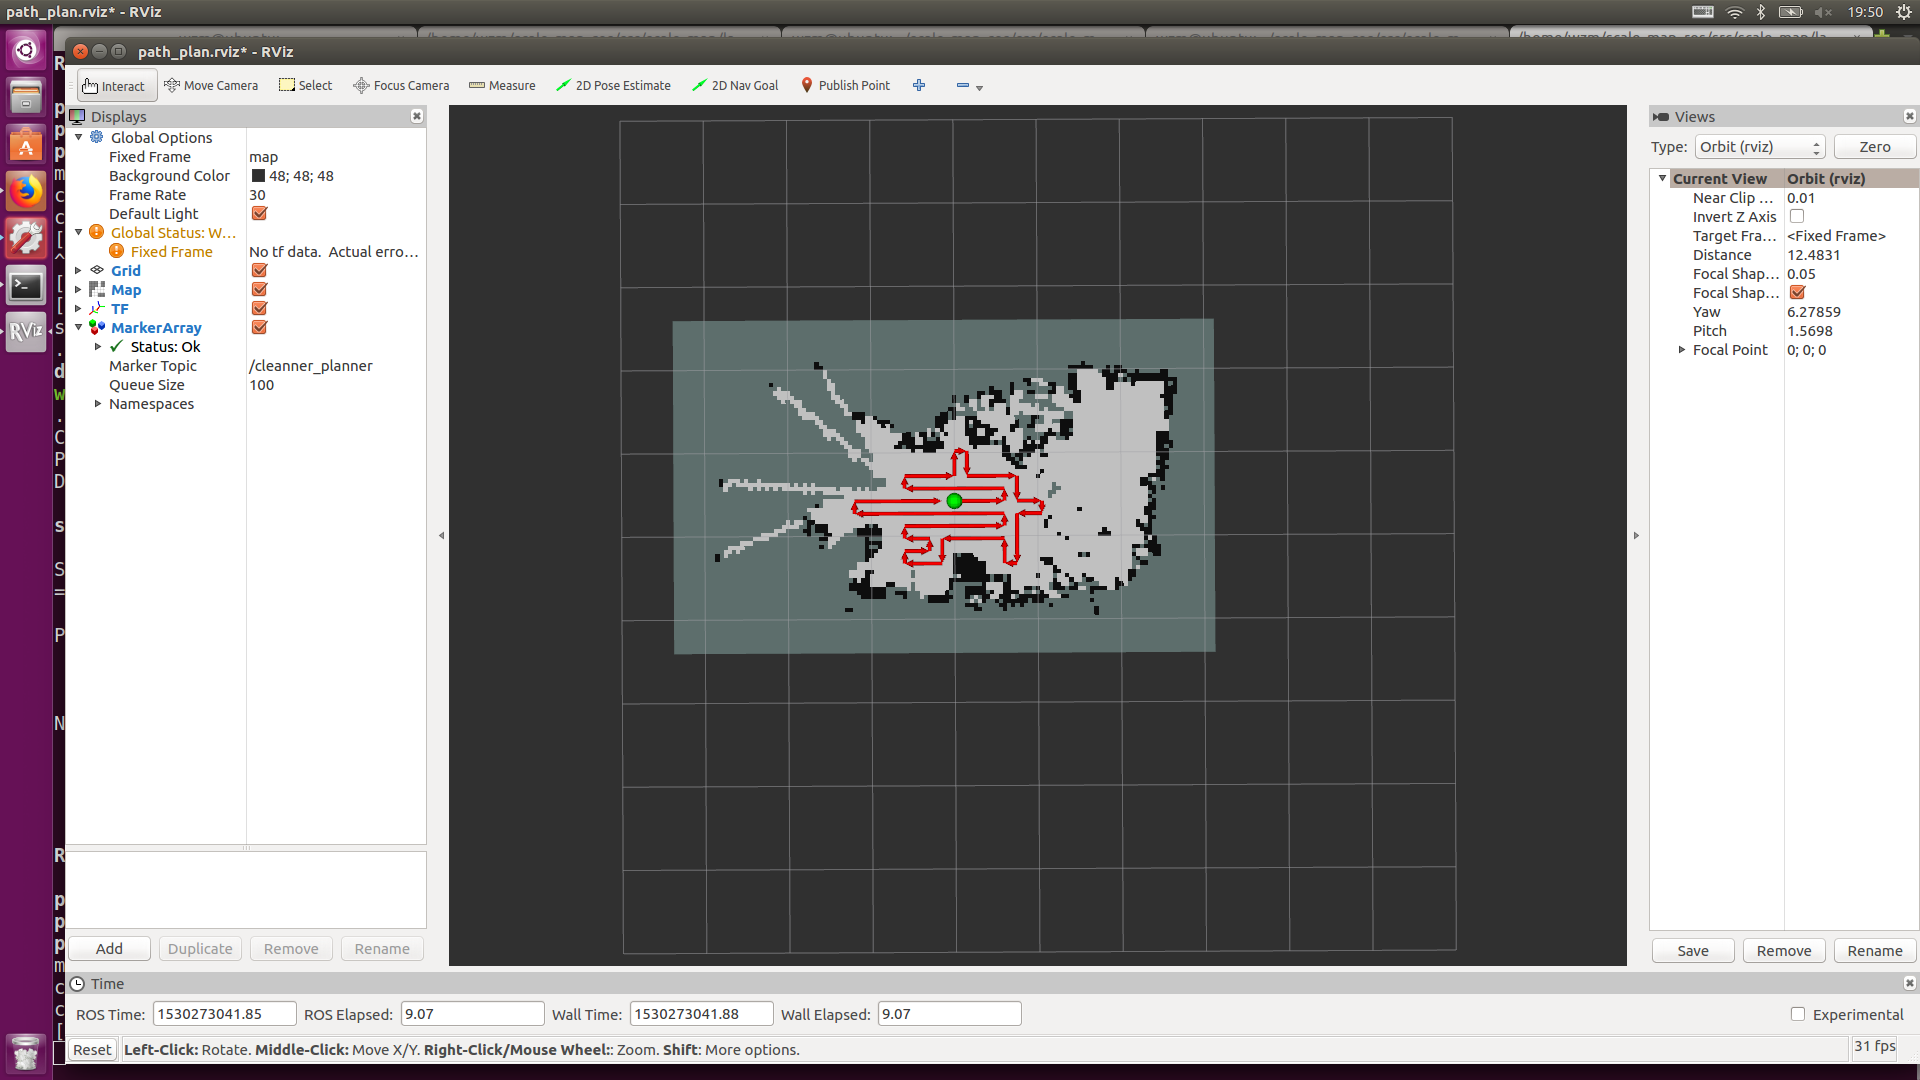 path_plan.rviz* - RViz
19:50
path_plan.rviz* - RViz
Interact Move Camera Select Focus Camera Measure 2D Pose Estimate 2D Nav Goal Publish Point
Displays
Global Options
Fixed Frame map
Background Color 48; 48; 48
Frame Rate 30
Default Light
Global Status: W...
Fixed Frame No tf data. Actual erro...
Grid
Map
TF
MarkerArray
Status: Ok
Marker Topic /cleanner_planner
Queue Size 100
Namespaces
Add Duplicate Remove Rename
Views
Type: Orbit (rviz) Zero
Current View Orbit (rviz)
Near Clip ... 0.01
Invert Z Axis
Target Fra... <Fixed Frame>
Distance 12.4831
Focal Shap... 0.05
Focal Shap...
Yaw 6.27859
Pitch 1.5698
Focal Point 0; 0; 0
Save Remove Rename
Time
ROS Time: 1530273041.85 ROS Elapsed: 9.07 Wall Time: 1530273041.88 Wall Elapsed: 9.07 Experimental
Reset Left-Click: Rotate. Middle-Click: Move X/Y. Right-Click/Mouse Wheel:: Zoom. Shift: More options. 31 fps
RViz